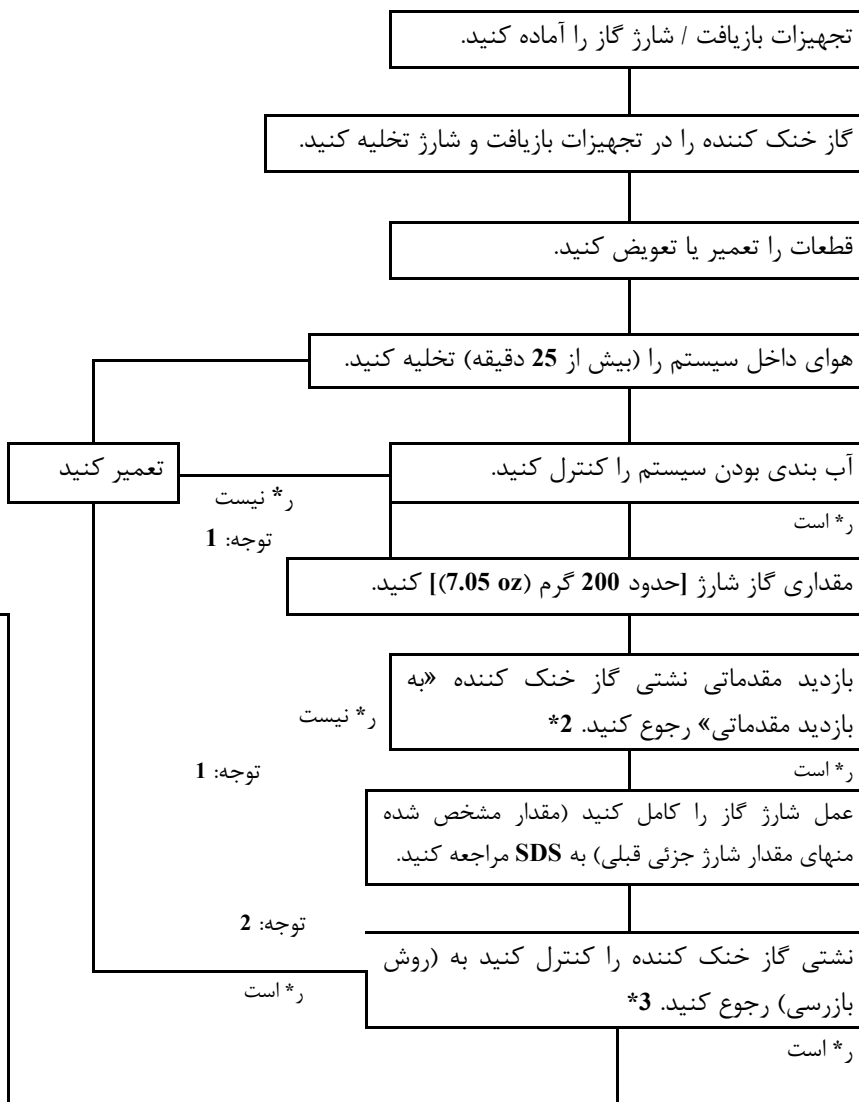 تجهیزات بازیافت / شارژ گاز را آماده کنید.
گاز خنک کننده را در تجهیزات بازیافت و شارژ تخلیه کنید.
قطعات را تعمیر یا تعویض کنید.
هوای داخل سیستم را (بیش از 25 دقیقه) تخلیه کنید.
آب بندی بودن سیستم را کنترل کنید.
تعمیر کنید
ر* نیست
ر* است
توجه: 1
مقداری گاز شارژ [حدود 200 گرم (7.05 oz)] کنید.
بازدید مقدماتی نشتی گاز خنک کننده «به
بازدید مقدماتی» رجوع کنید. 2*
ر* نیست
ر* است
توجه: 1
عمل شارژ گاز را کامل کنید (مقدار مشخص شده
منهای مقدار شارژ جزئی قبلی) به SDS مراجعه کنید.
توجه: 2
نشتی گاز خنک کننده را کنترل کنید به (روش
بازرسی) رجوع کنید. 3*
ر* است
ر* است